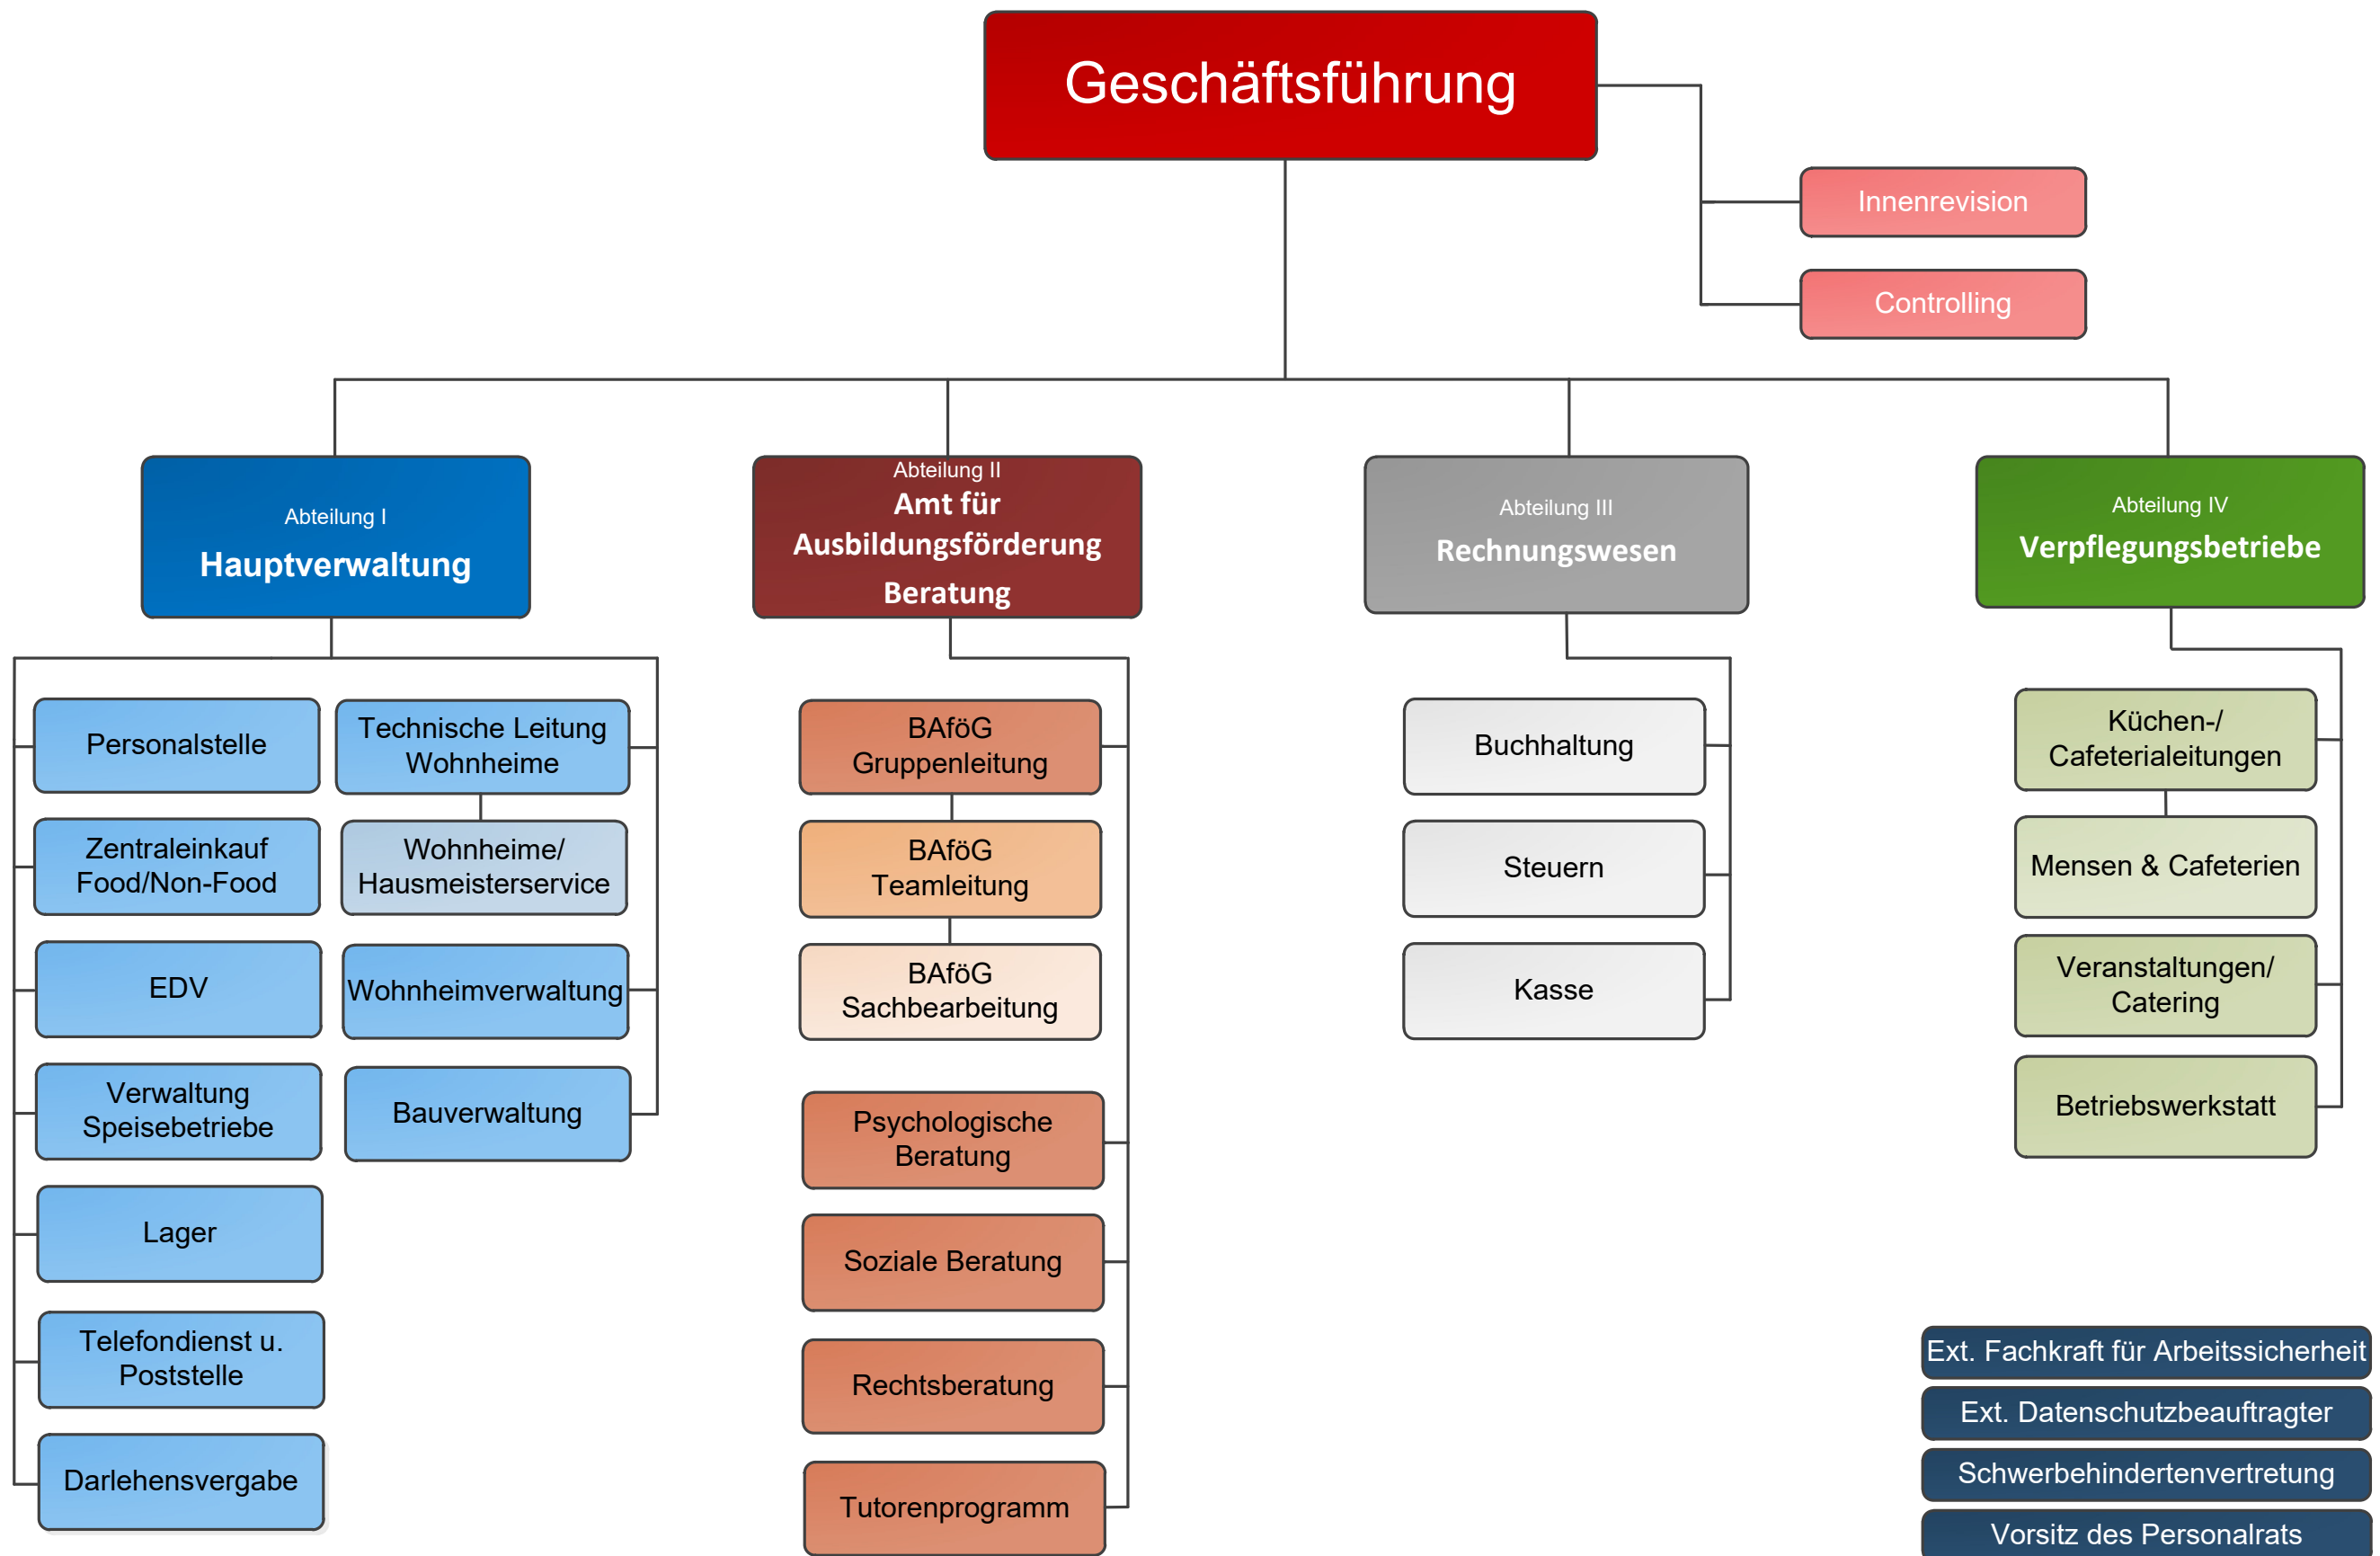 Geschäftsführung
Innenrevision
Controlling
Abteilung I
Hauptverwaltung
Abteilung II
Amt für
Ausbildungsförderung
Beratung
Abteilung III
Rechnungswesen
Abteilung IV
Verpflegungsbetriebe
Personalstelle
Zentraleinkauf
Food/Non-Food
EDV
Verwaltung
Speisebetriebe
Lager
Telefondienst u.
Poststelle
Darlehensvergabe
Technische Leitung
Wohnheime
Wohnheime/
Hausmeisterservice
Wohnheimverwaltung
Bauverwaltung
BAföG
Gruppenleitung
BAföG
Teamleitung
BAföG
Sachbearbeitung
Psychologische
Beratung
Soziale Beratung
Rechtsberatung
Tutorenprogramm
Buchhaltung
Steuern
Kasse
Küchen-/
Cafeterialeitungen
Mensen & Cafeterien
Veranstaltungen/
Catering
Betriebswerkstatt
Ext. Fachkraft für Arbeitssicherheit
Ext. Datenschutzbeauftragter
Schwerbehindertenvertretung
Vorsitz des Personalrats